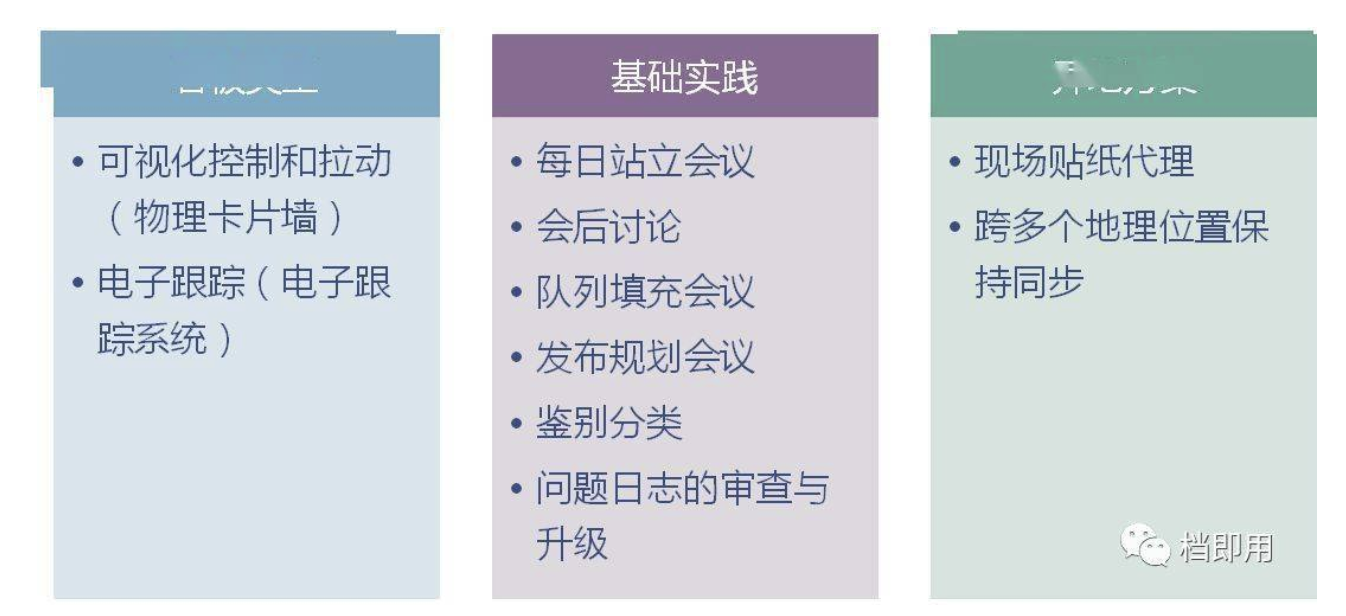 基础实践
• 可视化控制和拉动
（物理卡片墙）
• 电子跟踪（电子跟
踪系统）
• 每日站立会议
• 会后讨论
• 队列填充会议
• 发布规划会议
• 鉴别分类
• 问题日志的审查与
升级
• 现场贴纸代理
• 跨多个地理位置保
持同步
档即用